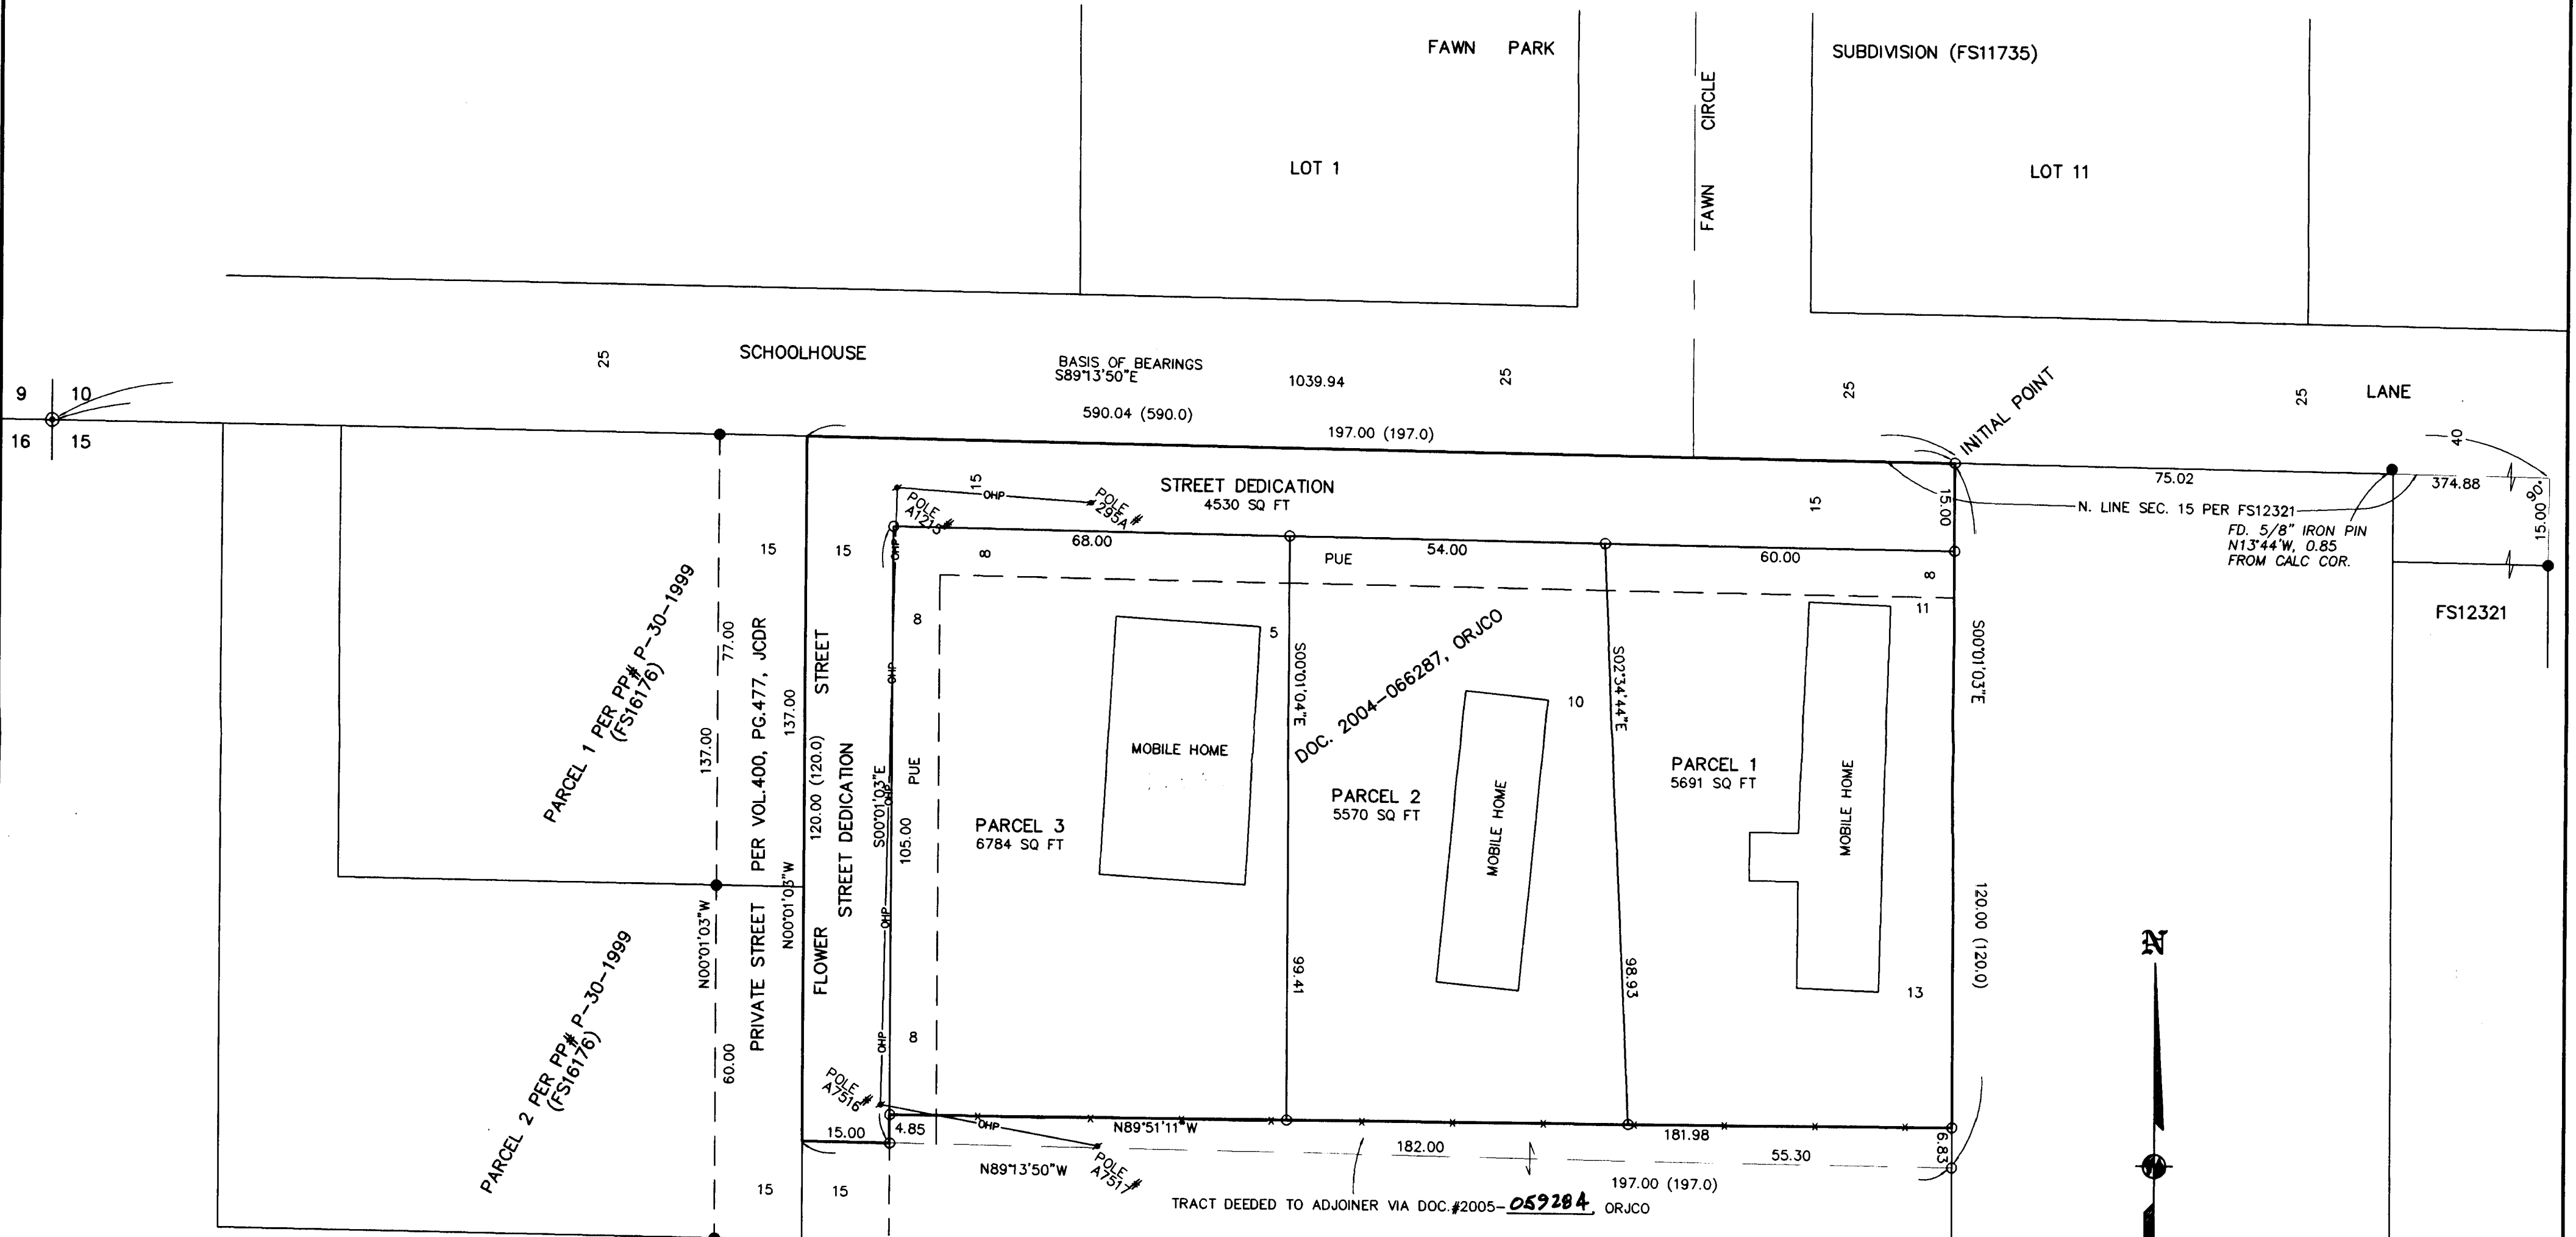 FAWN PARK
SUBDIVISION (FS11735)
FAWN CIRCLE
LOT 1
LOT 11
SCHOOLHOUSE
LANE
25
BASIS OF BEARINGS
S89°13'50"E
1039.94
25
25
25
590.04 (590.0)
197.00 (197.0)
INITIAL POINT
9
10
16
15
40
75.02
374.88
90°
15.00
N. LINE SEC. 15 PER FS12321
FD. 5/8" IRON PIN
N13°44'W, 0.85
FROM CALC COR.
FS12321
STREET DEDICATION
4530 SQ FT
15
15
15.00
OHP
POLE #
A1215
POLE #
295A
68.00
54.00
60.00
PUE
8
8
8
11
15
15
PARCEL 1 PER PP# P-30-1999
(FS16176)
77.00
137.00
PRIVATE STREET PER VOL.400, PG.477, JCDR
137.00
N00°01'03"W
FLOWER STREET
120.00 (120.0)
STREET DEDICATION
S00°01'03"E
105.00
PUE
OHP
OHP
OHP
OHP
OHP
5
S00°01'04"E
DOC. 2004-066287, ORJCO
10
S02°34'44"E
S00°01'03"E
MOBILE HOME
MOBILE HOME
MOBILE HOME
PARCEL 1
5691 SQ FT
PARCEL 2
5570 SQ FT
PARCEL 3
6784 SQ FT
99.41
98.93
13
120.00 (120.0)
N
PARCEL 2 PER PP# P-30-1999
(FS16176)
N00°01'03"W
60.00
8
POLE #
A7516
15.00
4.85
OHP
N89°51'11"W
181.98
6.83
182.00
55.30
N89°13'50"W
POLE #
A7517
15
15
197.00 (197.0)
TRACT DEEDED TO ADJOINER VIA DOC.#2005-059284, ORJCO